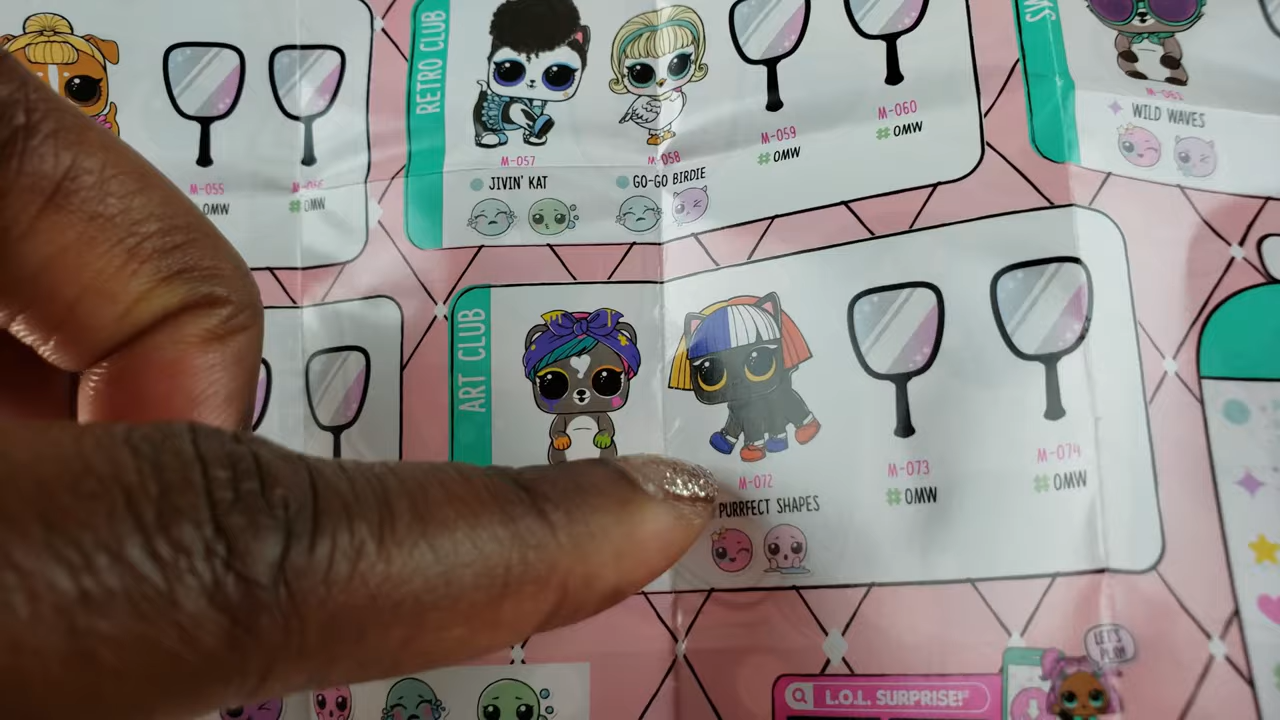 RETRO CLUB
M-055
OMW
M-056
#OMW
M-057
JIVIN' KAT
M-058
GO-GO BIRDIE
M-059
#OMW
M-060
#OMW
WILD WAVES
ART CLUB
M-072
PURRFECT SHAPES
M-073
#OMW
M-074
#OMW
LET'S PLAY!
L.O.L. SURPRISE!